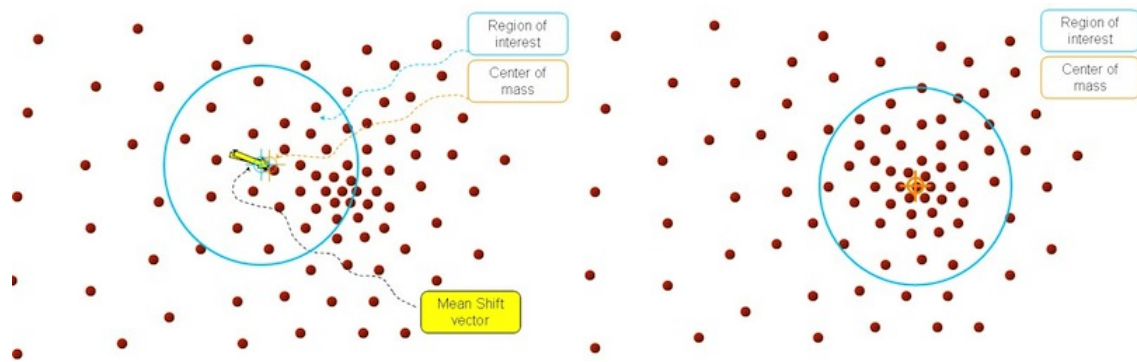 Region of
interest
Center of
mass
Mean Shift
vector
Region of
interest
Center of
mass